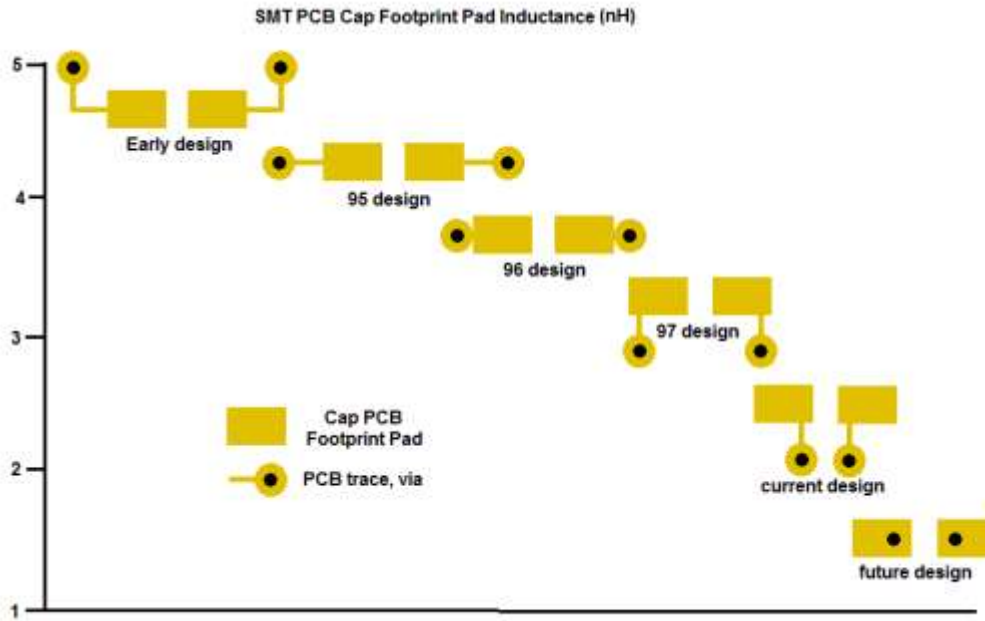 SMT PCB Cap Footprint Pad Inductance (nH)
5
Early design
4
95 design
96 design
3
97 design
Cap PCB
Footprint Pad
PCB trace, via
2
current design
future design
1